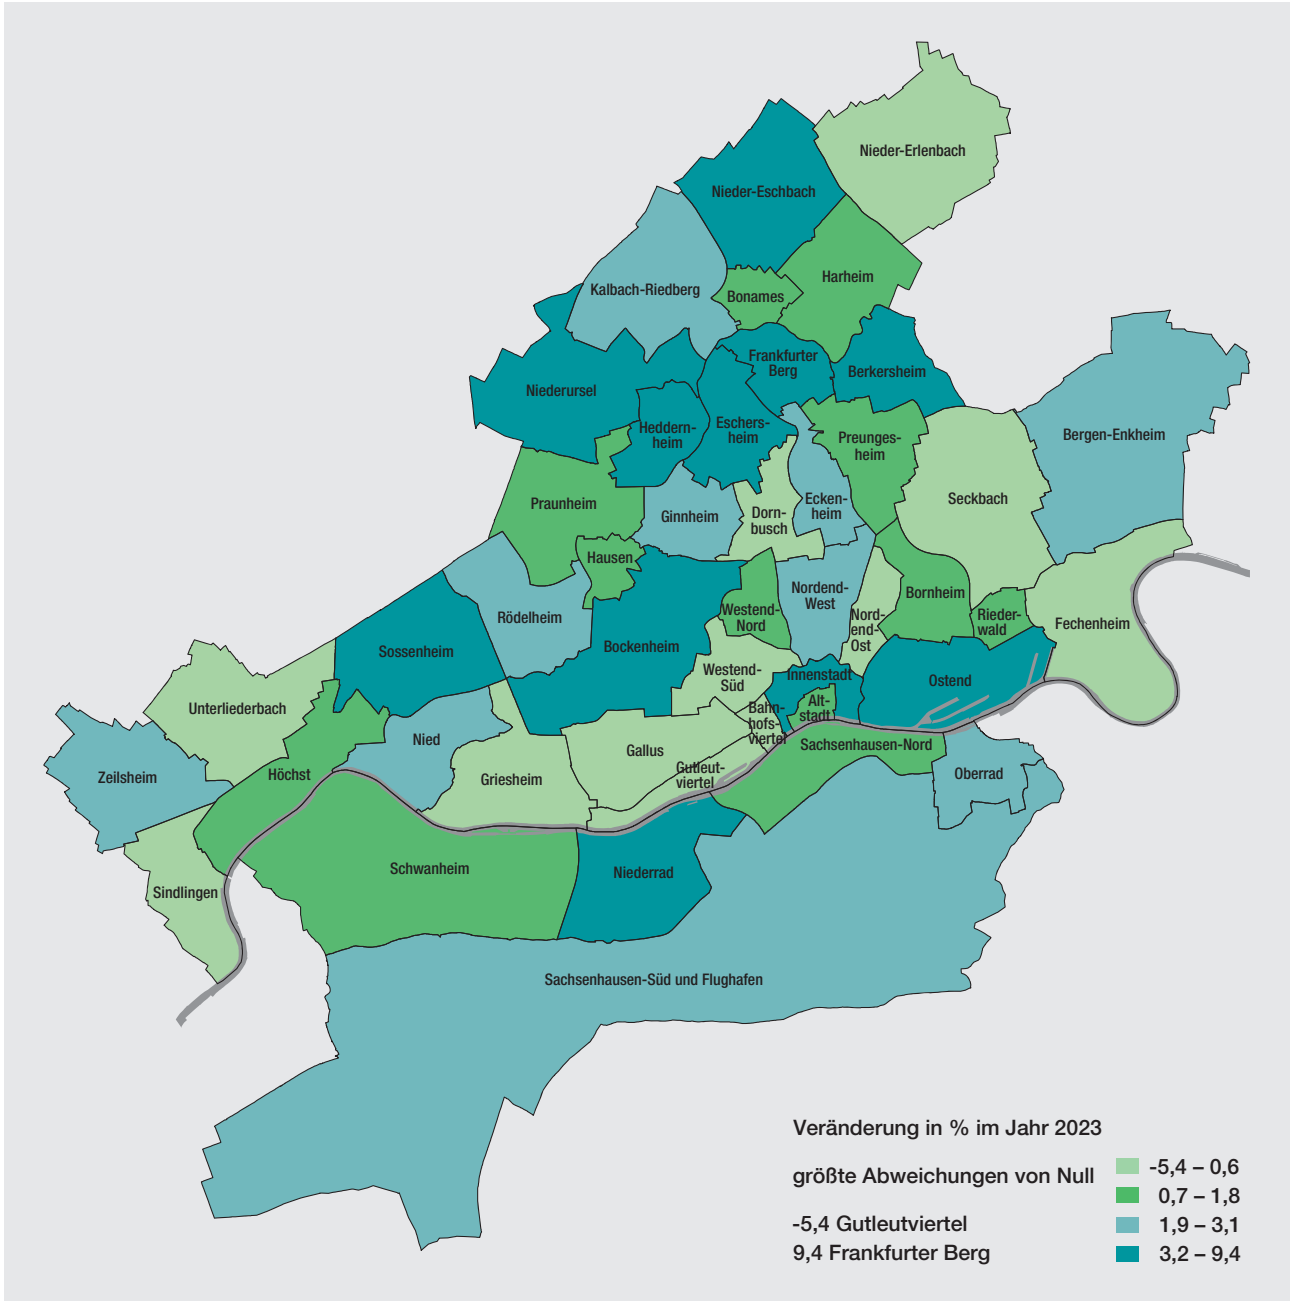 Nieder-Erlenbach
Nieder-Eschbach
Harheim
Kalbach-Riedberg
Bonames
Frankfurter
Berg
Berkersheim
Niederursel
Heddern-
heim
Eschers-
heim
Preunges-
heim
Bergen-Enkheim
Seckbach
Praunheim
Ginnheim
Dorn-
busch
Ecken-
heim
Hausen
Nordend-
West
Bornheim
Westend-
Nord
Nord-
end-
Ost
Rieder-
wald
Fechenheim
Rödelheim
Sossenheim
Bockenheim
Westend-
Süd
Innenstadt
Ostend
Unterliederbach
Alt-
stadt
Bahn-
hofs-
viertel
Nied
Gallus
Sachsenhausen-Nord
Zeilsheim
Höchst
Griesheim
Gutleut-
viertel
Oberrad
Schwanheim
Niederrad
Sindlingen
Sachsenhausen-Süd und Flughafen
Veränderung in % im Jahr 2023
größte Abweichungen von Null
-5,4 Gutleutviertel
9,4 Frankfurter Berg
-5,4 – 0,6
0,7 – 1,8
1,9 – 3,1
3,2 – 9,4